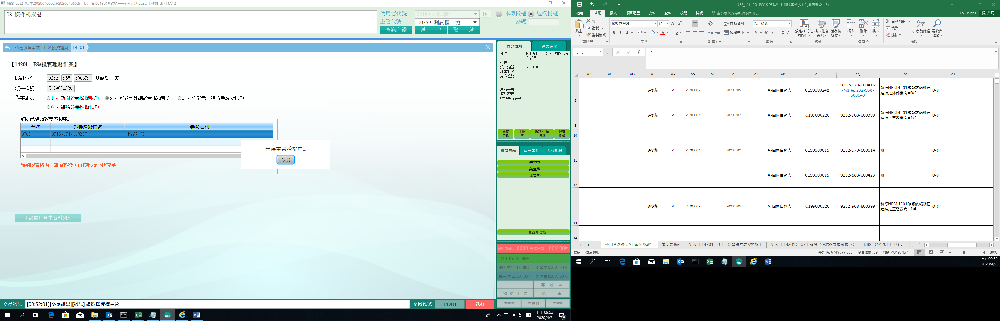 NBS-uat2 (版本:2020040602.b2020040602) 使用者:00180(測試櫃一壬) 分行別:9232 工作站:L9714A12
08-條件式授權
使用者代號 00180-測試櫃一壬 18 本機授權 遠端授權
主管代號 00359-測試櫃一兔 密碼
查詢印鑑 送 出 取 消
約定事項申請 ESA投資理財 14201
【14201 ESA投資理財作業】
ESA帳號 9232 968 600399 測試吳一寅
統一編號 C199000220
作業類別 1 - 新開證券虛擬帳戶 3 - 解除已連結證券虛擬帳戶 5 - 登錄未連結證券虛擬帳戶
6 - 結清證券虛擬帳戶
解除已連結證券虛擬帳戶
筆次 證券虛擬帳號 券商名稱
0001 9915-991-100310 玉證測試
等待主管授權中...
取消
請選取表格內一筆資料後，再按執行上送交易
玉證開戶基本資料列印
交易訊息 [09:52:01][交易訊息][訊息] 請選擇授權主管 交易代號 14201 執行
身分識別 產品往來
姓名 測試劉一一（股）有限公司
測試黃一一
生日
統一編號 67000015
理專姓名
身分註記
注意事項
簡訊密碼
近期事故異動
顧客資訊 手續費 通路/共同行銷 顧客影像
推薦商品 重要事件 互動記錄
無資料
無資料
無資料
一般轉介登錄
服務號碼： 0000 等候時間： 00分00秒
ＶＩＰ:0人 00分
個人交易:0人 00分 企業交易:0人 00分
開戶/申請:0人 00分 外匯業務:0人 00分
再 呼 叫
預 約 叫 號 結 束
無資料 無資料 無資料
英
上午 09:52
2020/4/7
4
NBS_【14201ESA投資理財】測試案例_V1.2_測資盤點 - Excel
檔案 常用 插入 版面配置 公式 資料 校閱 檢視 告訴我您想要執行的動作... TEST19661 共用
貼上 剪下 複製 複製格式 剪貼簿
微軟正黑體 12 B I U 字型
自動換列 跨欄置中 對齊方式
通用格式 $ % 數值
設定格式化的條件 格式化為表格 儲存格樣式 樣式
插入 刪除 格式 儲存格
自動加總 填滿 清除 排序與篩選 尋找與選取 編輯
A13 fx 7
AB AC AD AE AF AG AH AI AJ AK AL AQ AS AT
8 黃俊銘 V 20200305 20200305 A-國內自然人 C199000248 9232-979-600416 ->改為9232-968-600043 執行NBS14201確認該帳號已連結之外部券商=0戶 0-無
9 黃俊銘 V 20200302 20200302 A-國內自然人 C199000220 9232-968-600399 執行NBS14201確認該帳號已連結之玉證券商=1戶 0-無
10
11 黃俊銘 V 20200302 20200302 A-國內自然人 C199000015 9232-979-600014 無 0-無
12 A-國內自然人 C199000015 9232-588-600423 無 0-無
13 黃俊銘 V 20200305 20200305 A-國內自然人 C199000220 9232-968-600399 執行NBS14201確認該帳號已連結之玉證券商=1戶 0-無
14
使用者測試(UAT)案例＆報告 本交易統計 NBS_【14201】_01【新開證券虛擬帳號】 NBS_【14201】_02【解除已連結證券虛擬帳戶】 NBS_【14201】_03 ...
就緒 循環參照 平均值: 6749577.833 項目個數: 39 加總: 40497467 80%
上午 09:52
2020/4/7